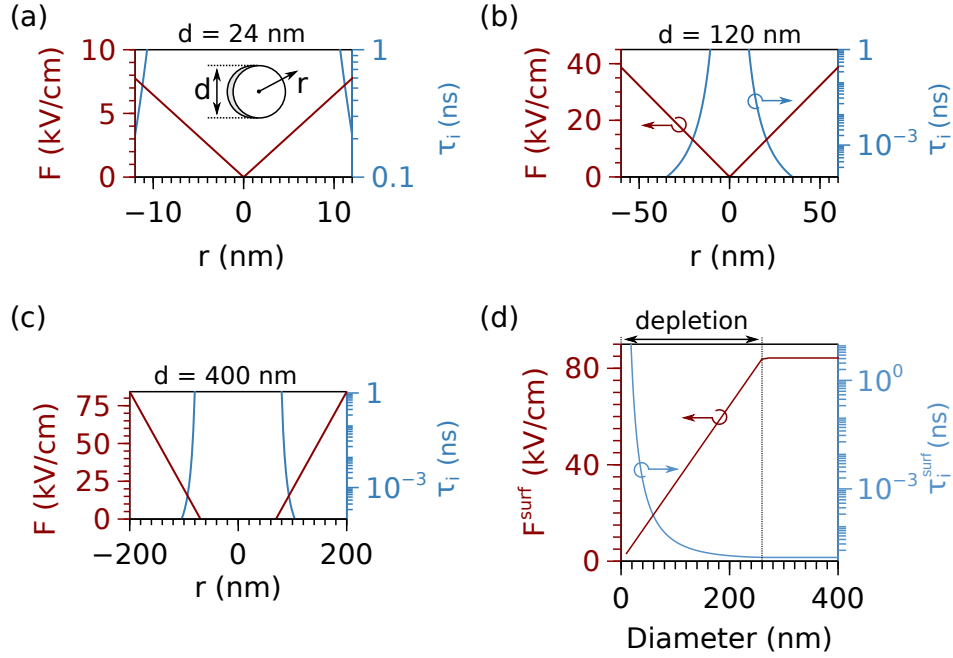 (a)
d = 24 nm
F (kV/cm)
10
5
0
d
r
1
0.1
τi (ns)
−10
0
10
r (nm)
(b)
d = 120 nm
F (kV/cm)
40
20
0
1
10−3
τi (ns)
−50
0
50
r (nm)
(c)
d = 400 nm
F (kV/cm)
75
50
25
0
1
10−3
τi (ns)
−200
0
200
r (nm)
(d)
depletion
Fsurf (kV/cm)
80
40
0
100
10−3
τisurf (ns)
0
200
400
Diameter (nm)